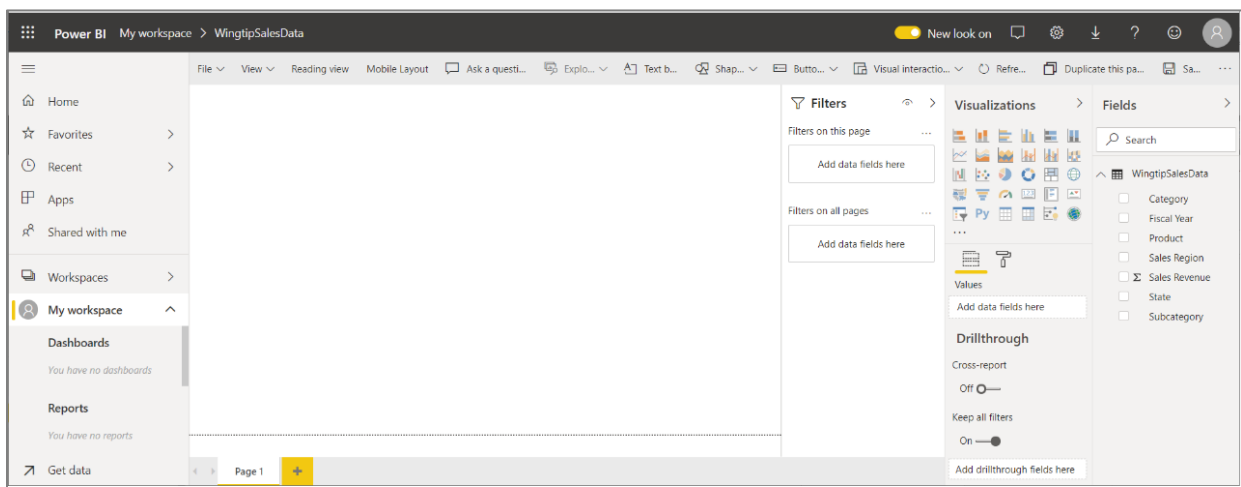 Power BI My workspace > WingtipSalesData New look on ?
File View Reading view Mobile Layout Ask a questi... Explo... Text b... Shap... Butto... Visual interactio... Refre... Duplicate this pa... Sa... ...
Home
Favorites
Recent
Apps
Shared with me
Workspaces
My workspace
Dashboards
You have no dashboards
Reports
You have no reports
Get data
Page 1 +
Filters
Filters on this page ...
Add data fields here
Filters on all pages ...
Add data fields here
Visualizations
Py
...
Values
Add data fields here
Drillthrough
Cross-report
Off
Keep all filters
On
Add drillthrough fields here
Fields
Search
WingtipSalesData
Category
Fiscal Year
Product
Sales Region
Σ Sales Revenue
State
Subcategory